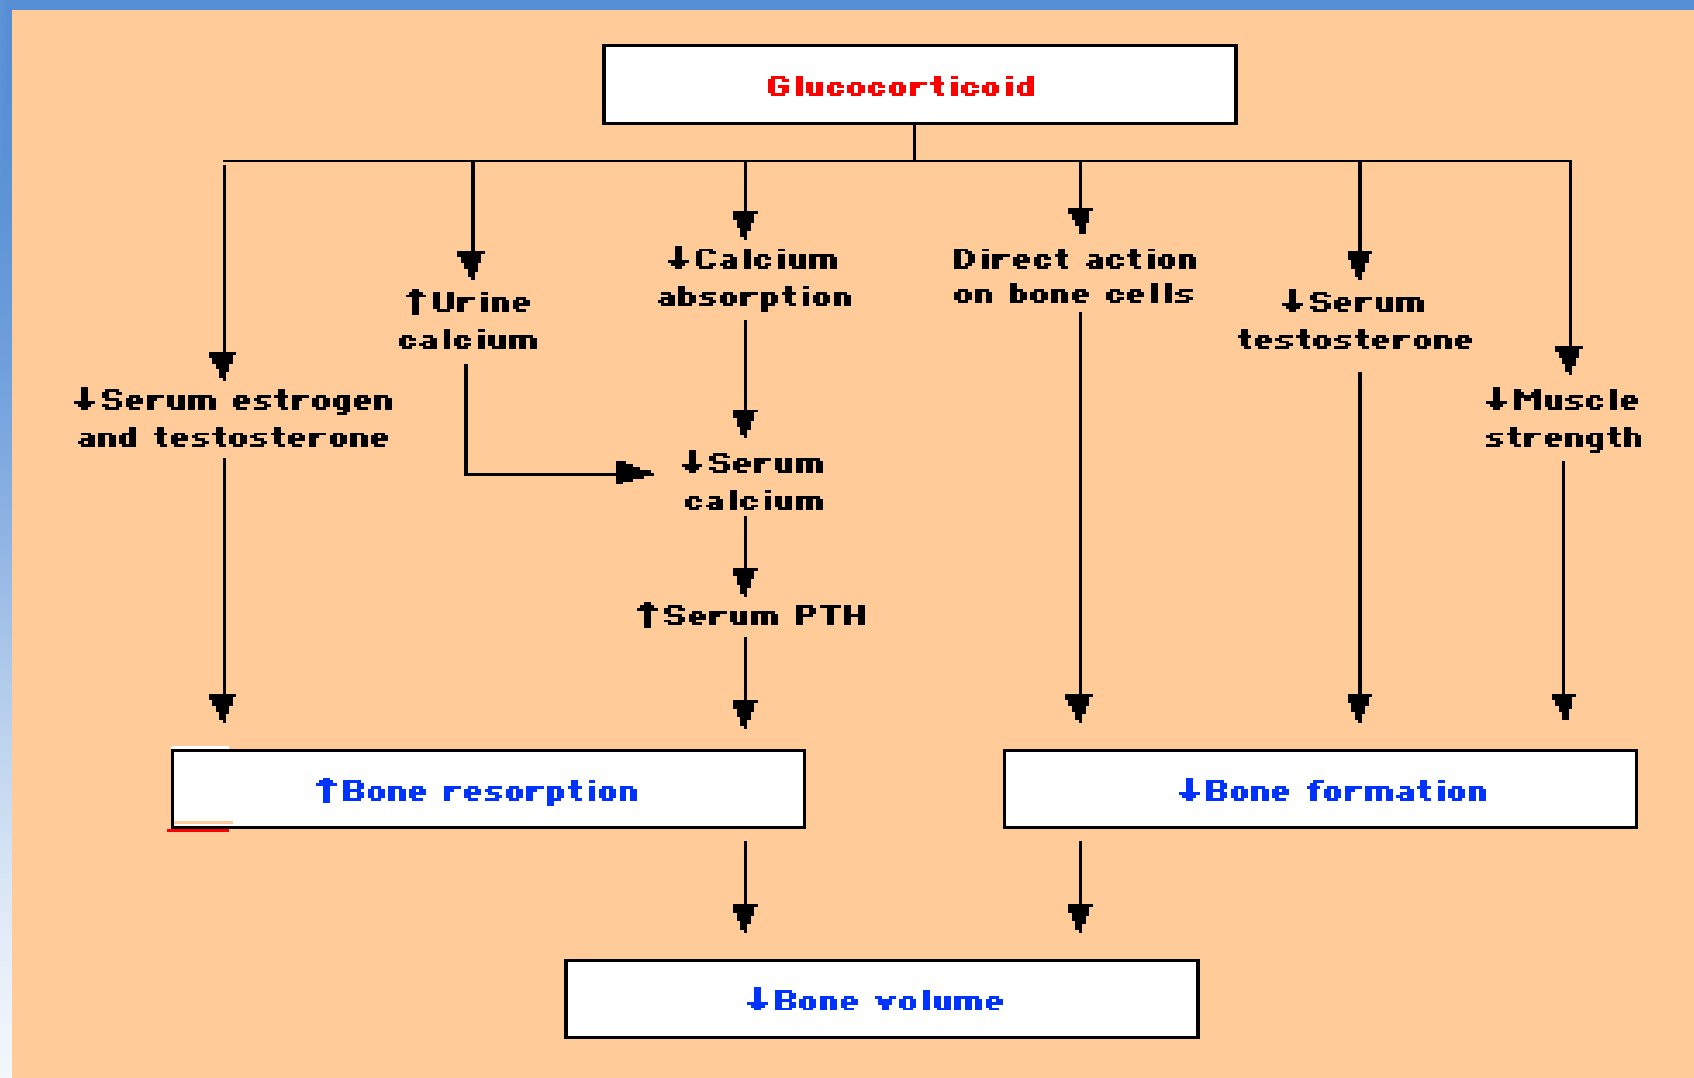 Glucocorticoid
↓Calcium
absorption
Direct action
on bone cells
↑Urine
calcium
↓Serum
testosterone
↓Serum estrogen
and testosterone
↓Muscle
strength
↓Serum
calcium
↑Serum PTH
↑Bone resorption
↓Bone formation
↓Bone volume